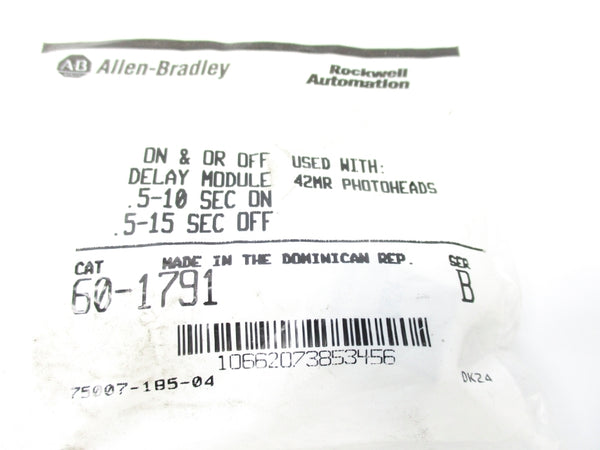 AB Allen-Bradley
Rockwell
Automation
ON & OR OFF
DELAY MODULE
.5-10 SEC ON
.5-15 SEC OFF
USED WITH:
42MR PHOTOHEADS
MADE IN THE DOMINICAN REP.
CAT
60-1791
SER
B
10662073853456
75007-185-04
DK2A